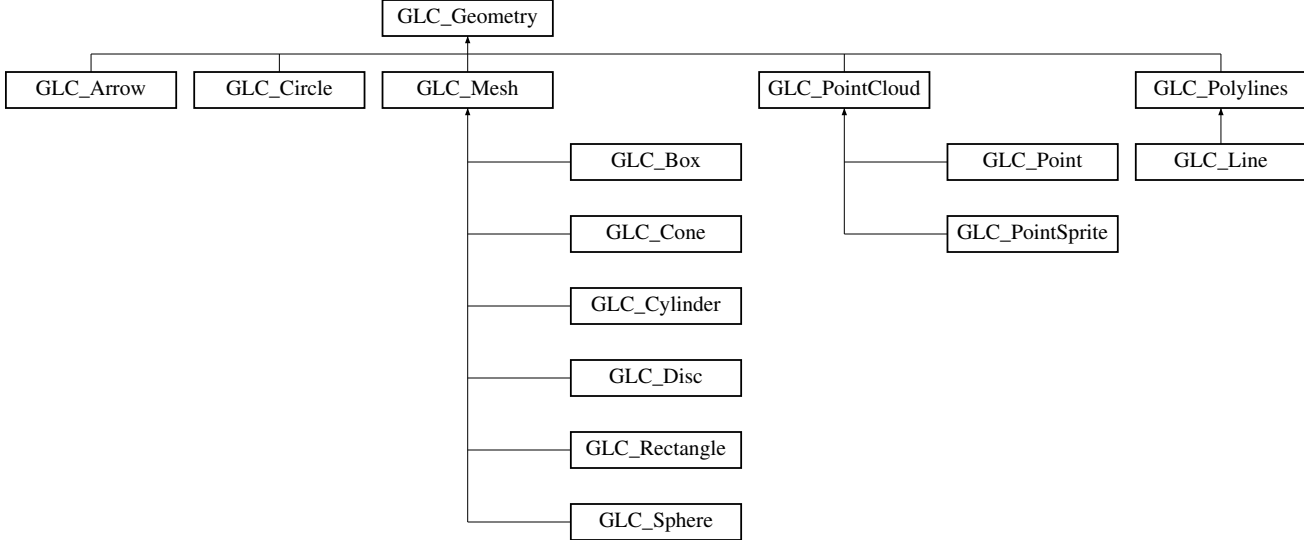 GLC_Geometry
GLC_Arrow
GLC_Circle
GLC_Mesh
GLC_PointCloud
GLC_Polylines
GLC_Box
GLC_Point
GLC_Line
GLC_Cone
GLC_PointSprite
GLC_Cylinder
GLC_Disc
GLC_Rectangle
GLC_Sphere